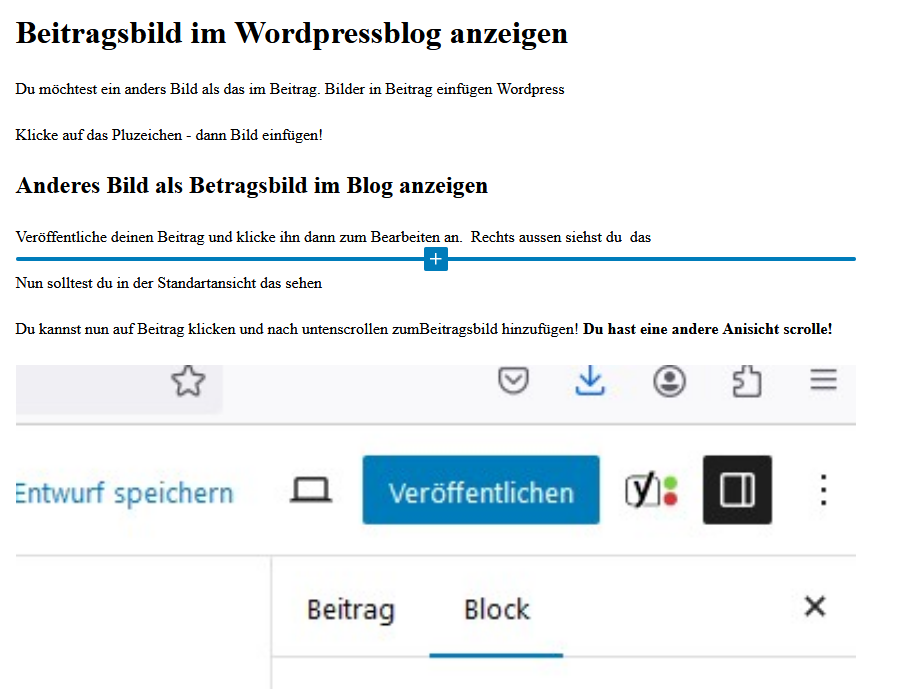 Beitragsbild im Wordpressblog anzeigen
Du möchtest ein anders Bild als das im Beitrag. Bilder in Beitrag einfügen Wordpress
Klicke auf das Pluzeichen - dann Bild einfügen!
Anderes Bild als Betragsbild im Blog anzeigen
Veröffentliche deinen Beitrag und klicke ihn dann zum Bearbeiten an.  Rechts aussen siehst du  das
Nun solltest du in der Standartansicht das sehen
Du kannst nun auf Beitrag klicken und nach untenscrollen zumBeitragsbild hinzufügen! Du hast eine andere Anisicht scrolle!
Entwurf speichern Veröffentlichen
Beitrag Block